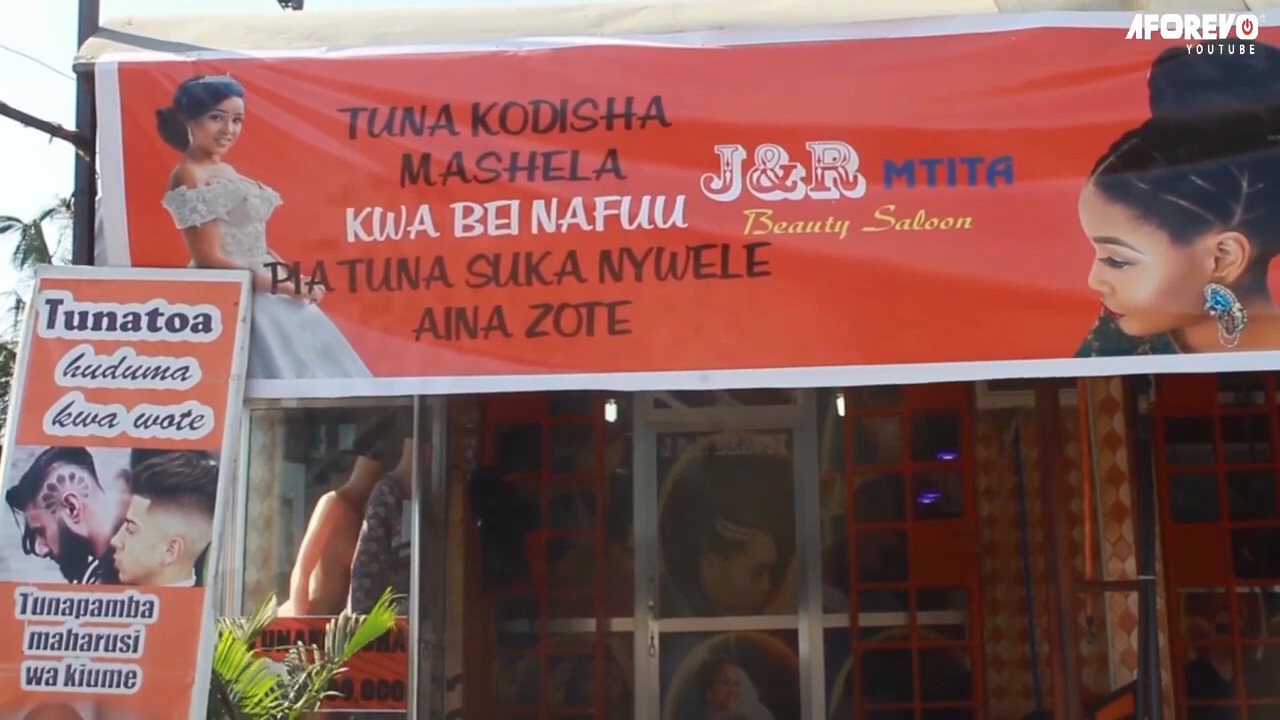 AFOREVO
YOUTUBE
TUNA KODISHA
MASHELA
KWA BEI NAFUU
PIA TUNA SUKA NYWELE
AINA ZOTE
J&R MTITA
Beauty Saloon
Tunatoa
huduma
kwa wote
Tunapamba
maharusi
wa kiume